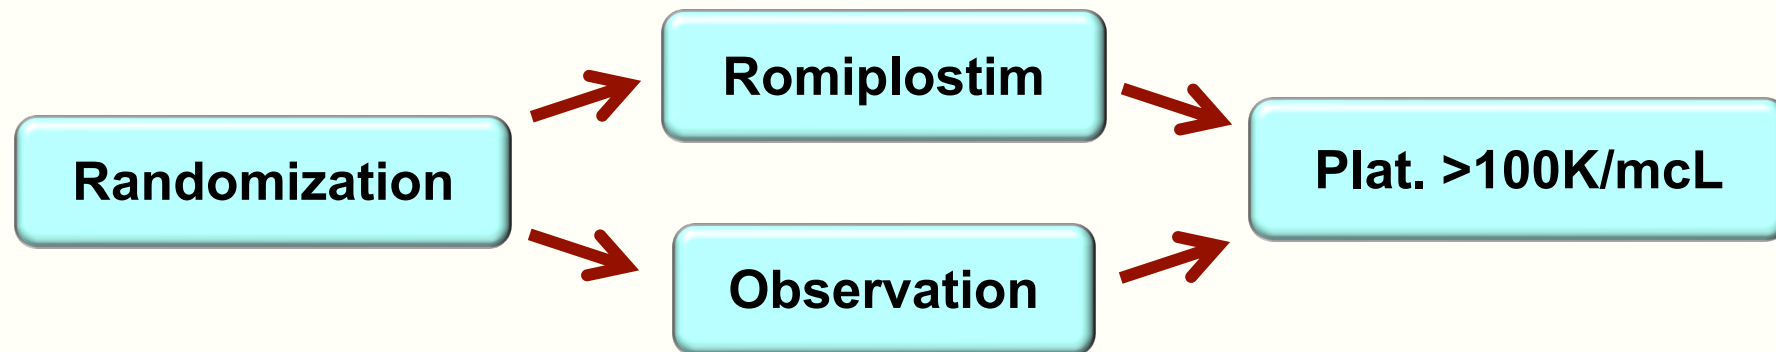 Randomization
Romiplostim
Observation
Plat. >100K/mcL